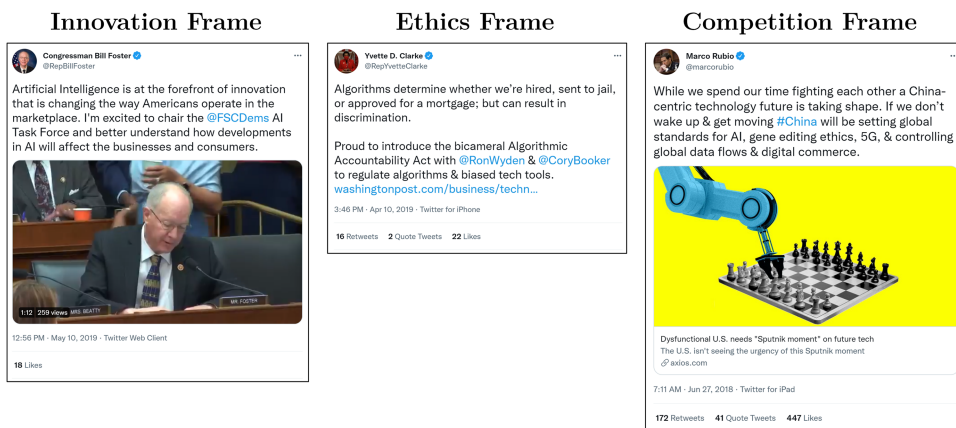 Innovation Frame
Congressman Bill Foster
@RepBillFoster
Artificial Intelligence is at the forefront of innovation
that is changing the way Americans operate in the
marketplace. I'm excited to chair the @FSCDems AI
Task Force and better understand how developments
in AI will affect the businesses and consumers.
1:12 259 views
MRS BEATTY
MR. FOSTER
12:56 PM · May 10, 2019 · Twitter Web Client
18 Likes
Ethics Frame
Yvette D. Clarke
@RepYvetteClarke
Algorithms determine whether we're hired, sent to jail,
or approved for a mortgage; but can result in
discrimination.
Proud to introduce the bicameral Algorithmic
Accountability Act with @RonWyden & @CoryBooker
to regulate algorithms & biased tech tools.
washingtonpost.com/business/techn...
3:46 PM · Apr 10, 2019 · Twitter for iPhone
16 Retweets 2 Quote Tweets 22 Likes
Competition Frame
Marco Rubio
@marcorubio
While we spend our time fighting each other a China-
centric technology future is taking shape. If we don't
wake up & get moving #China will be setting global
standards for AI, gene editing ethics, 5G, & controlling
global data flows & digital commerce.
Dysfunctional U.S. needs "Sputnik moment" on future tech
The U.S. isn't seeing the urgency of this Sputnik moment
axios.com
7:11 AM · Jun 27, 2018 · Twitter for iPad
172 Retweets 41 Quote Tweets 447 Likes